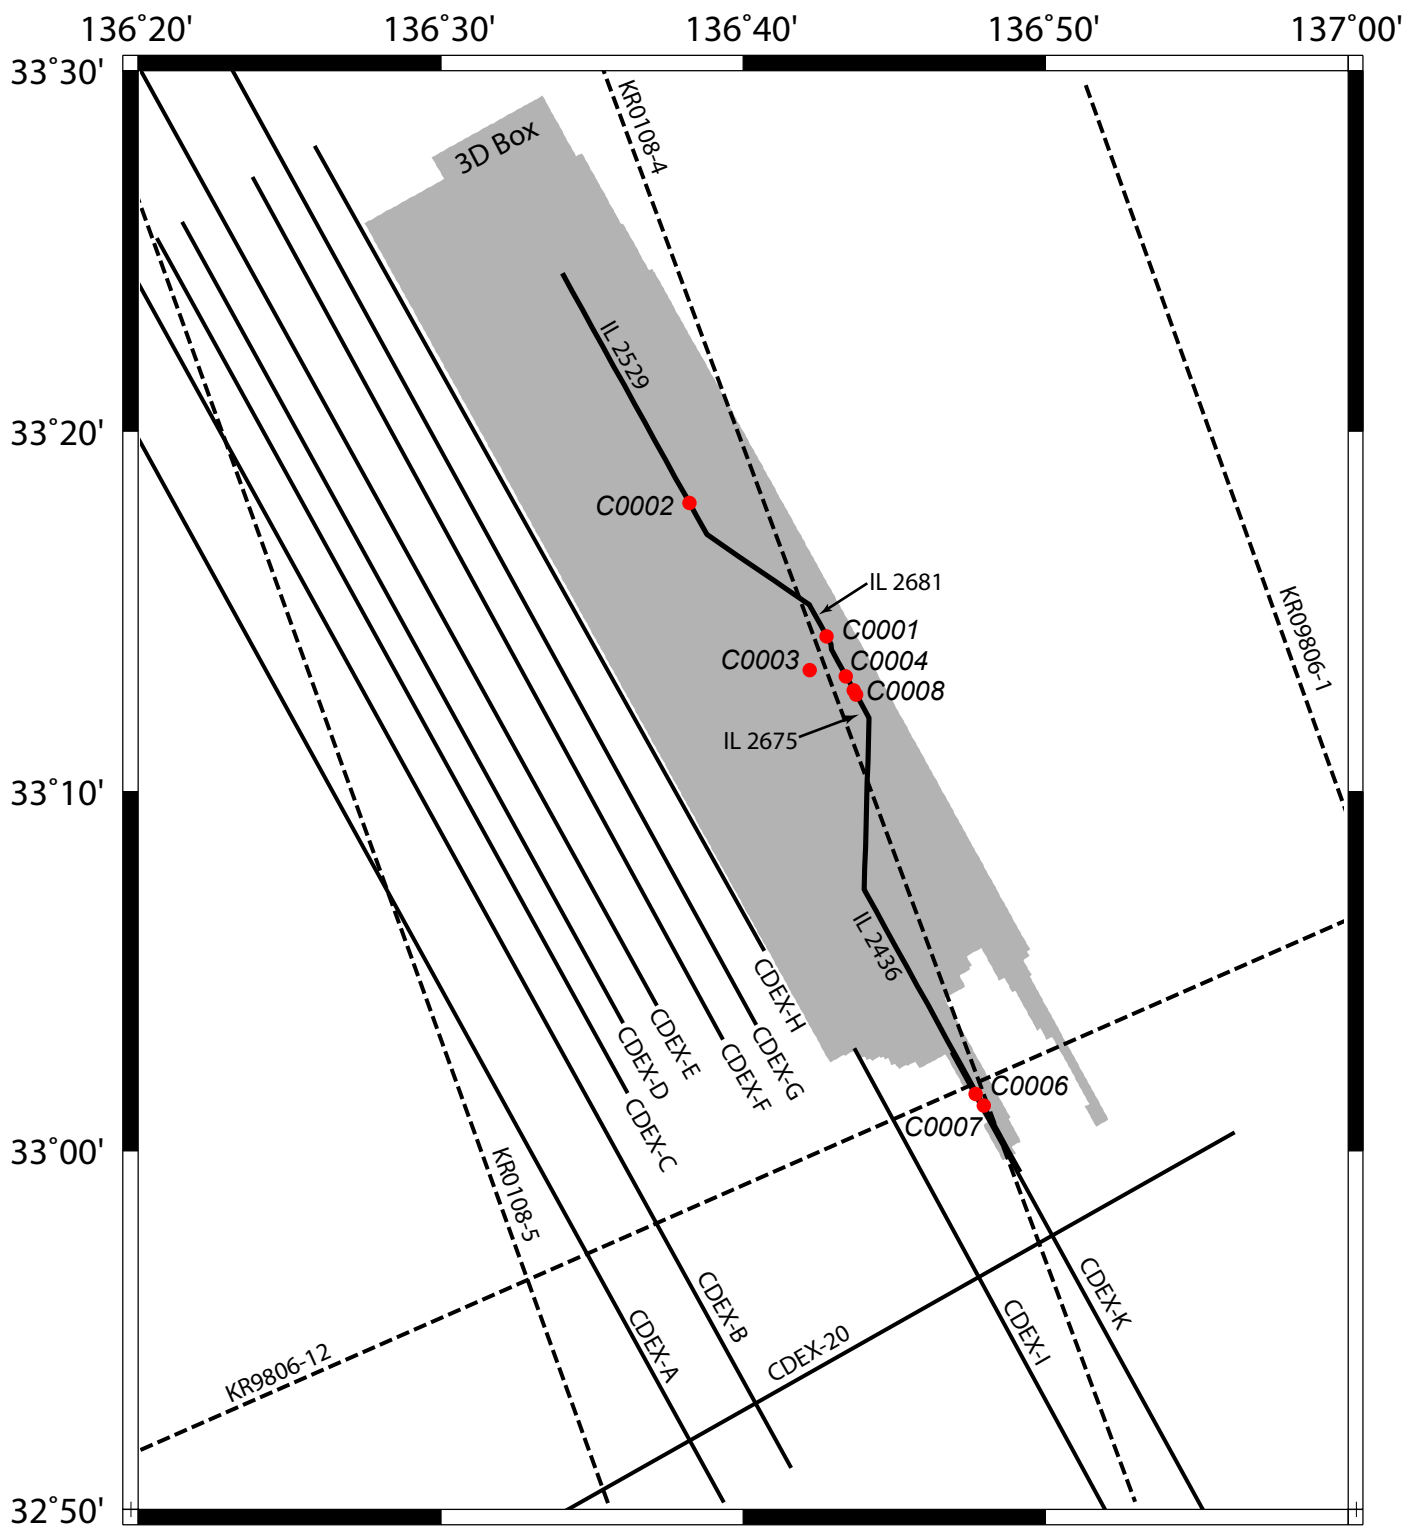 136°20'
136°30'
136°40'
136°50'
137°00'
33°30'
33°20'
33°10'
33°00'
32°50'
3D Box
KR0108-4
IL 2529
C0002
IL 2681
C0001
C0003
C0004
C0008
IL 2675
KR09806-1
IL 2436
CDEX-H
CDEX-G
CDEX-F
CDEX-E
CDEX-D
CDEX-C
C0006
C0007
KR0108-5
CDEX-B
CDEX-A
CDEX-K
CDEX-I
CDEX-20
KR9806-12